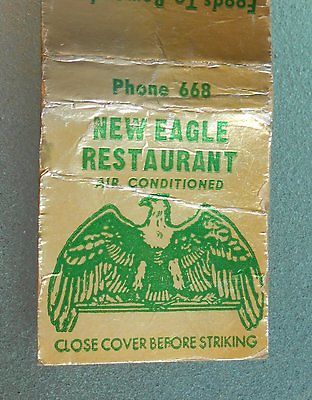 Foods To
Phone 668
NEW EAGLE
RESTAURANT
AIR CONDITIONED
CLOSE COVER BEFORE STRIKING